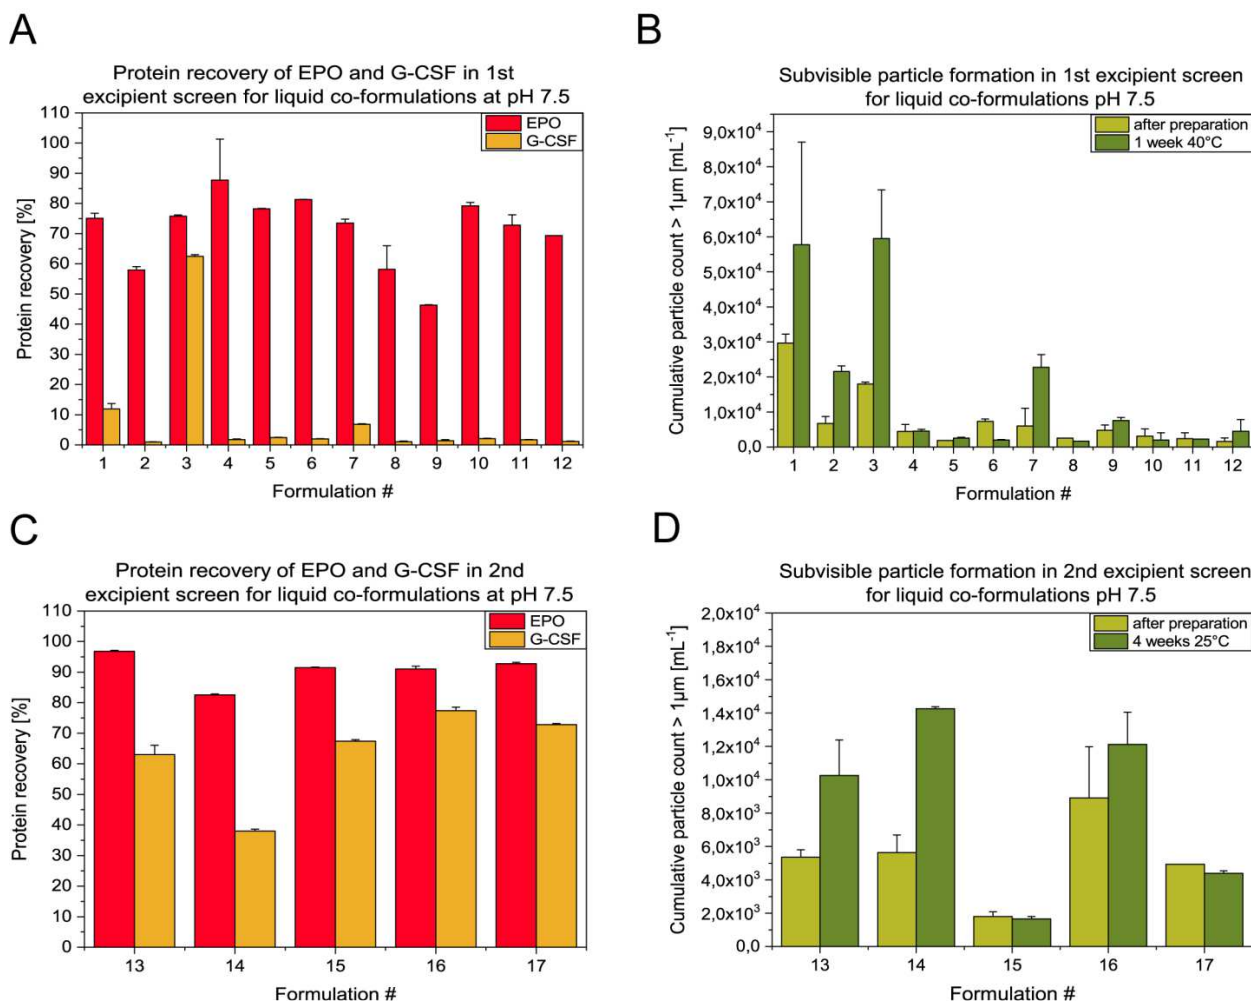 A
Protein recovery of EPO and G-CSF in 1st
excipient screen for liquid co-formulations at pH 7.5
EPO
G-CSF
Protein recovery [%]
110
100
90
80
70
60
50
40
30
20
10
0
1 2 3 4 5 6 7 8 9 10 11 12
Formulation #
B
Subvisible particle formation in 1st excipient screen
for liquid co-formulations pH 7.5
after preparation
1 week 40°C
Cumulative particle count > 1µm [mL⁻¹]
9,0x10⁴
8,0x10⁴
7,0x10⁴
6,0x10⁴
5,0x10⁴
4,0x10⁴
3,0x10⁴
2,0x10⁴
1,0x10⁴
0,0
1 2 3 4 5 6 7 8 9 10 11 12
Formulation #
C
Protein recovery of EPO and G-CSF in 2nd
excipient screen for liquid co-formulations at pH 7.5
EPO
G-CSF
Protein recovery [%]
110
100
90
80
70
60
50
40
30
20
10
0
13 14 15 16 17
Formulation #
D
Subvisible particle formation in 2nd excipient screen
for liquid co-formulations pH 7.5
after preparation
4 weeks 25°C
Cumulative particle count > 1µm [mL⁻¹]
2,0x10⁴
1,8x10⁴
1,6x10⁴
1,4x10⁴
1,2x10⁴
1,0x10⁴
8,0x10³
6,0x10³
4,0x10³
2,0x10³
0,0
13 14 15 16 17
Formulation #